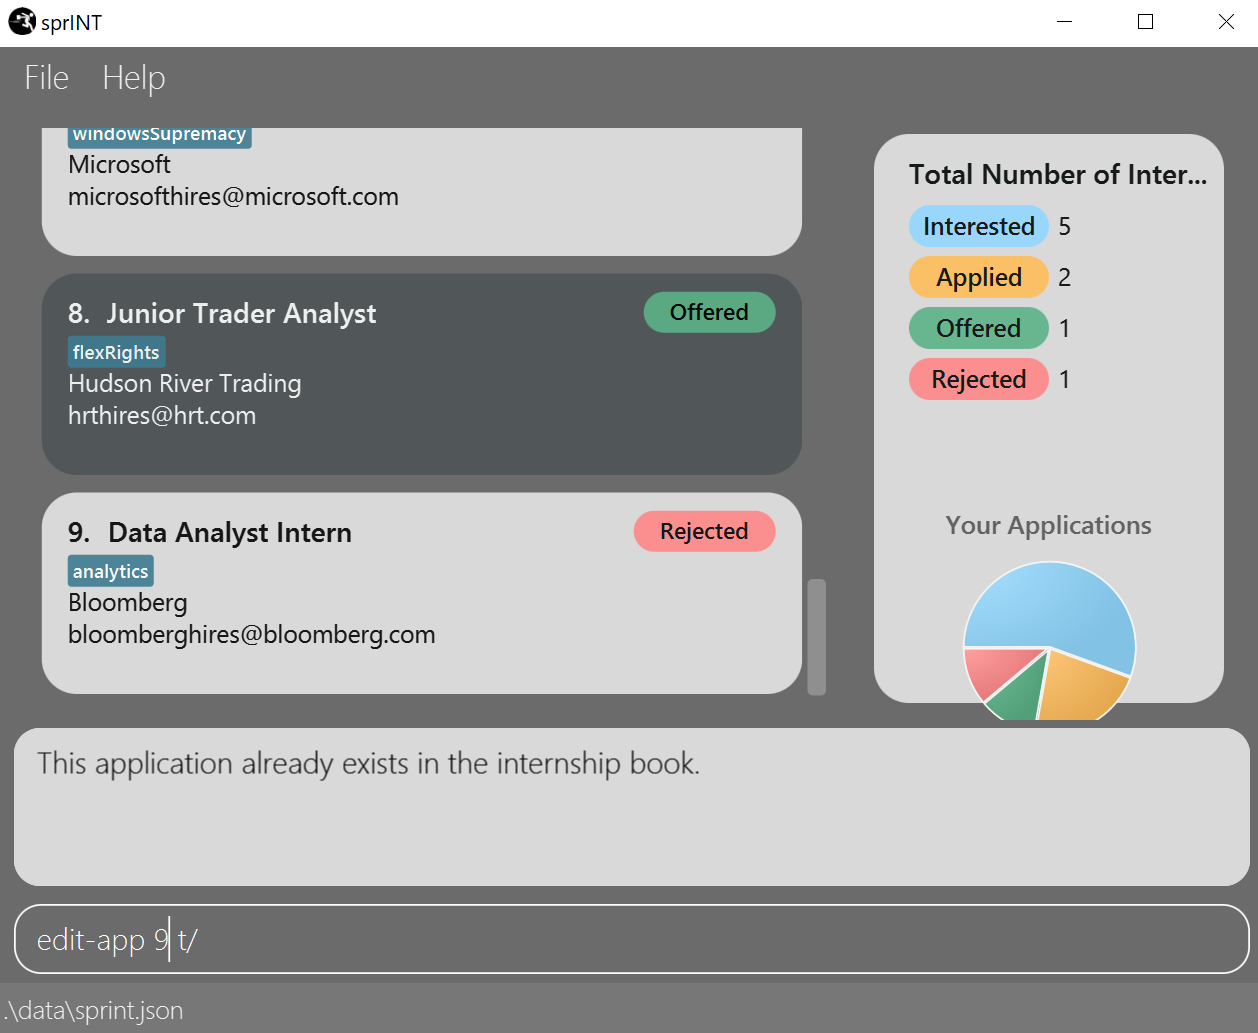 sprINT
File Help
windowsSupremacy
Microsoft
microsofthires@microsoft.com
8. Junior Trader Analyst
Offered
flexRights
Hudson River Trading
hrthires@hrt.com
9. Data Analyst Intern
Rejected
analytics
Bloomberg
bloomberghires@bloomberg.com
Total Number of Inter...
Interested 5
Applied 2
Offered 1
Rejected 1
Your Applications
This application already exists in the internship book.
edit-app 9 t/
.\data\sprint.json